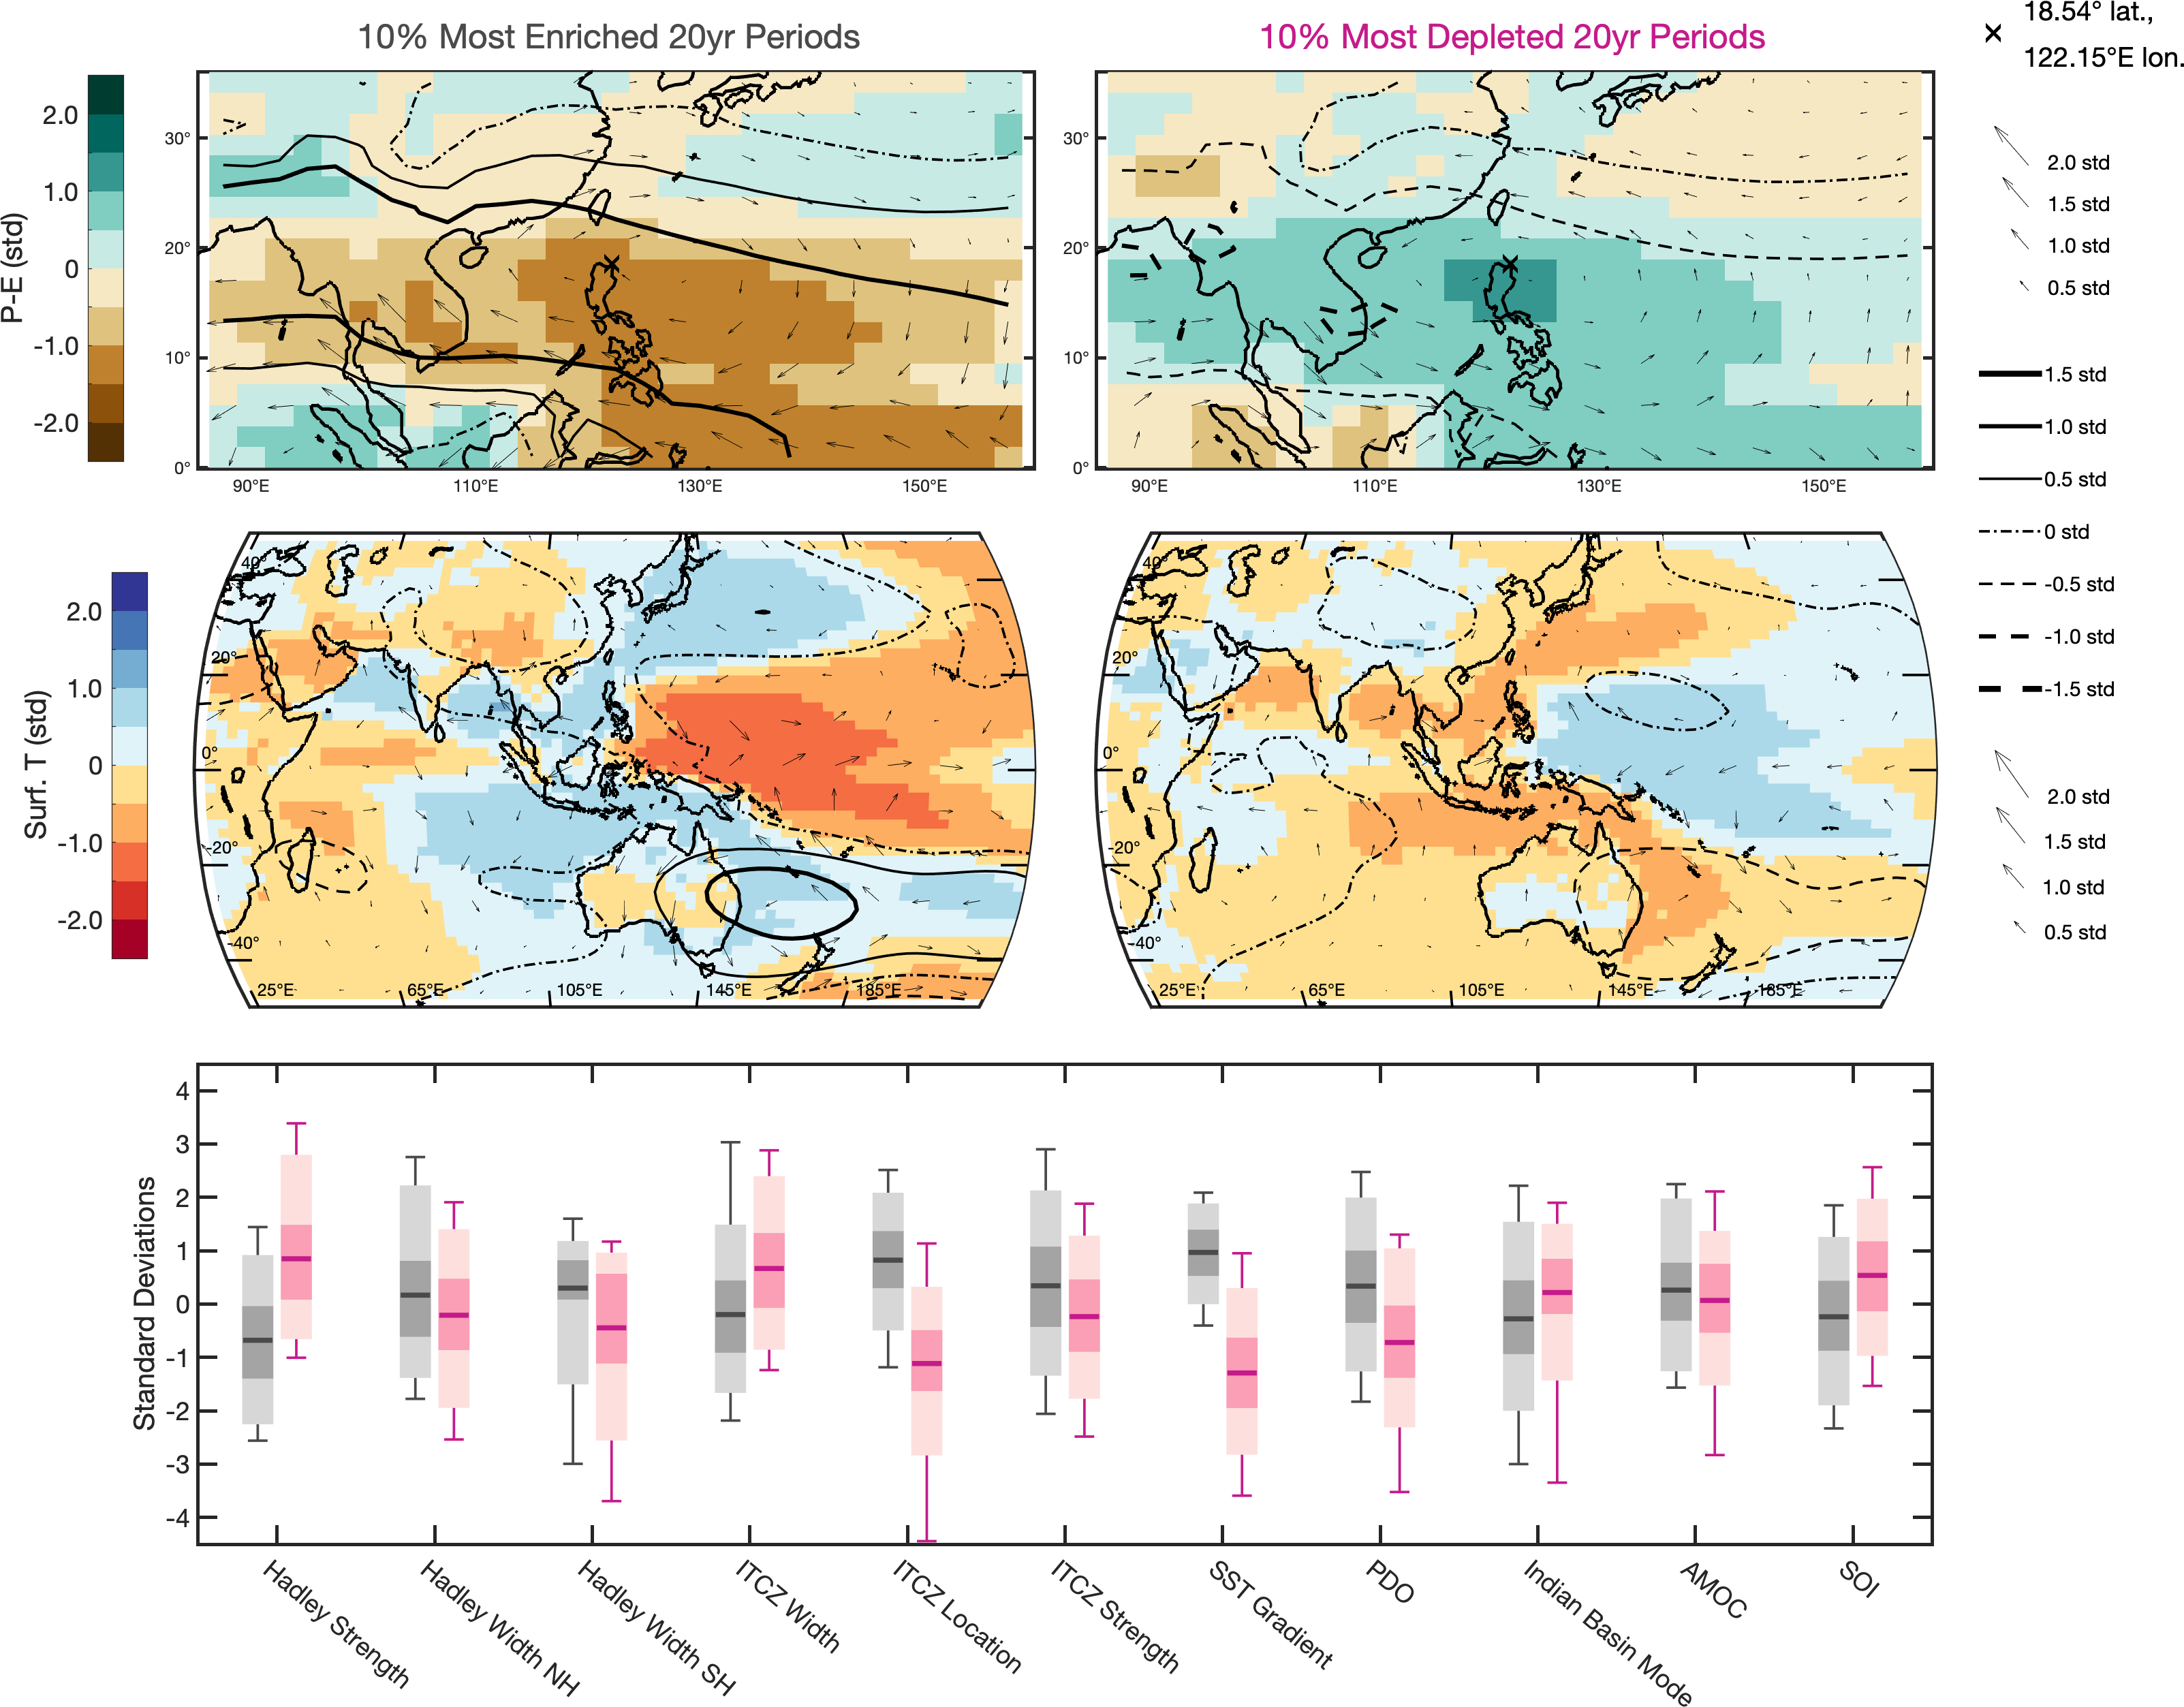 10% Most Enriched 20yr Periods
10% Most Depleted 20yr Periods
18.54° lat.,
122.15°E lon.
P-E (std)
2.0
1.0
0
-1.0
-2.0
30°
20°
10°
0°
90°E 110°E 130°E 150°E
30°
20°
10°
0°
90°E 110°E 130°E 150°E
2.0 std
1.5 std
1.0 std
0.5 std
1.5 std
1.0 std
0.5 std
0 std
-0.5 std
-1.0 std
-1.5 std
Surf. T (std)
2.0
1.0
0
-1.0
-2.0
40°
20°
0°
-20°
-40°
25°E 65°E 105°E 145°E 185°E
40°
20°
0°
-20°
-40°
25°E 65°E 105°E 145°E 185°E
2.0 std
1.5 std
1.0 std
0.5 std
Standard Deviations
4
3
2
1
0
-1
-2
-3
-4
Hadley Strength
Hadley Width NH
Hadley Width SH
ITCZ Width
ITCZ Location
ITCZ Strength
SST Gradient
PDO
Indian Basin Mode
AMOC
SOI